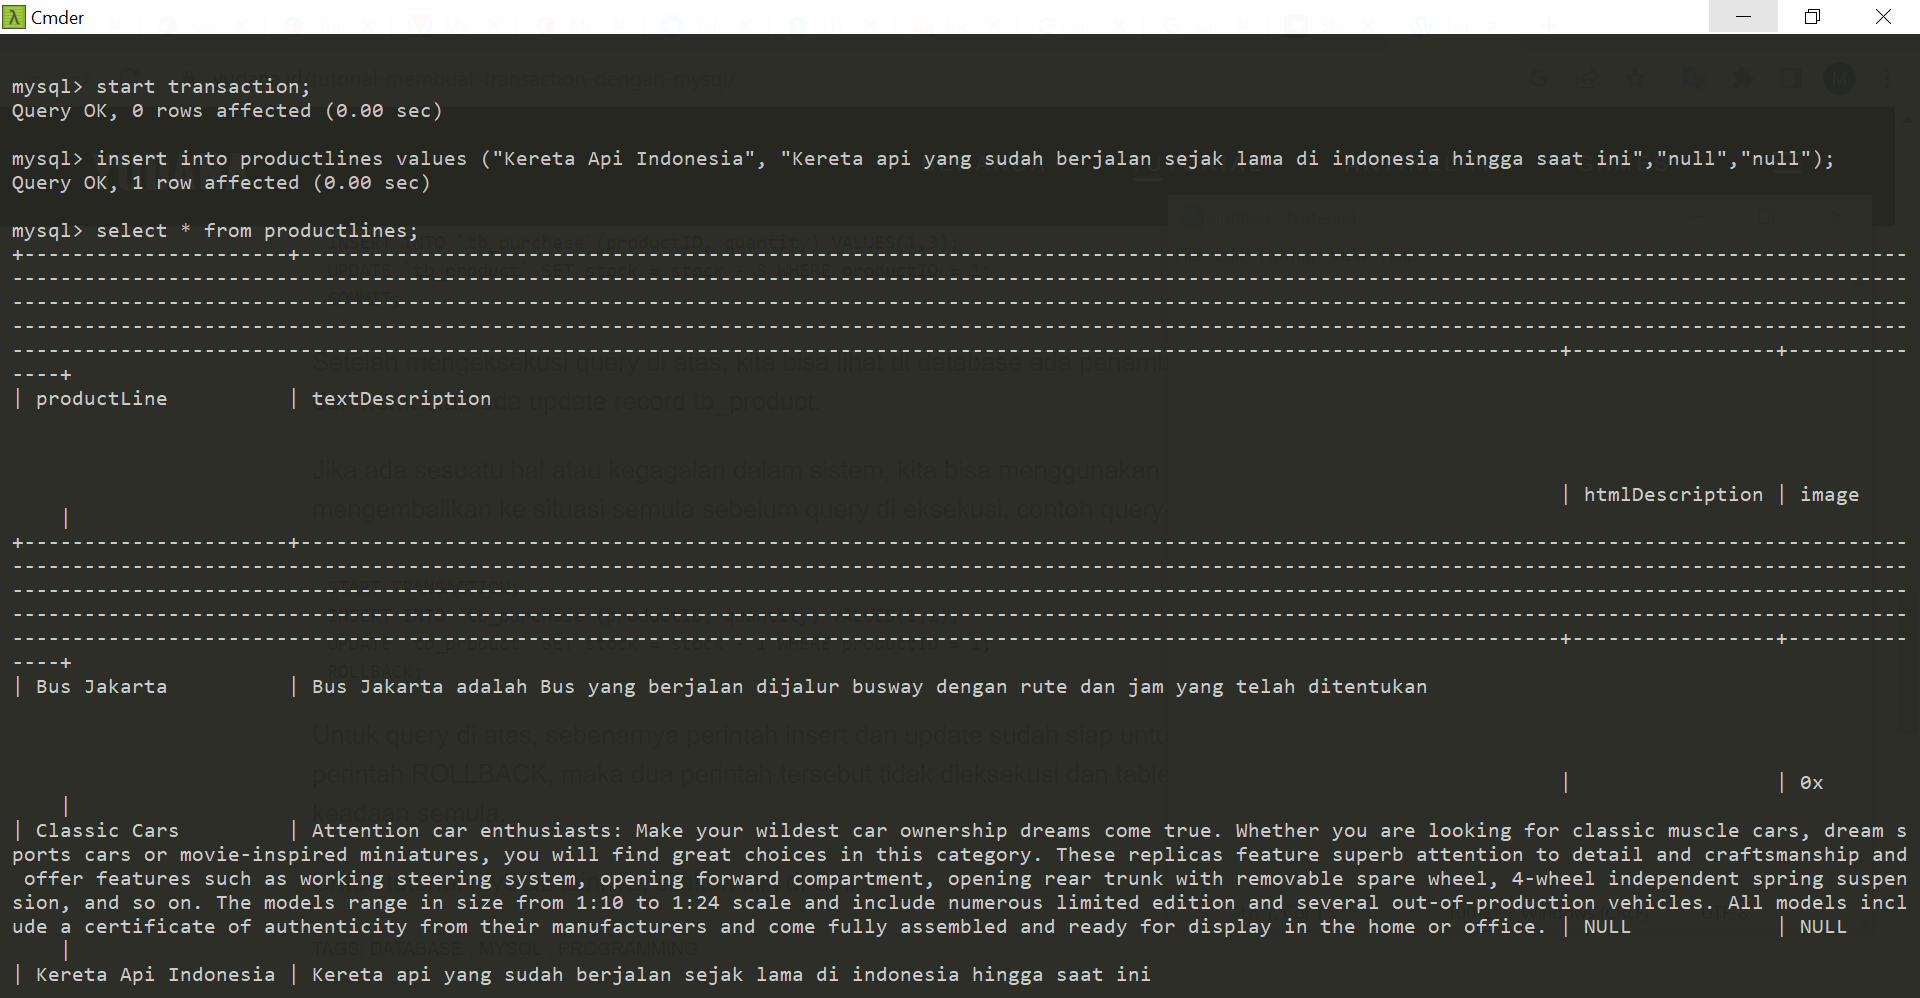 Cmder
mysql> start transaction;
Query OK, 0 rows affected (0.00 sec)
mysql> insert into productlines values ("Kereta Api Indonesia", "Kereta api yang sudah berjalan sejak lama di indonesia hingga saat ini","null","null");
Query OK, 1 row affected (0.00 sec)
mysql> select * from productlines;
| productLine | textDescription
| htmlDescription | image
|
| Bus Jakarta | Bus Jakarta adalah Bus yang berjalan dijalur busway dengan rute dan jam yang telah ditentukan
| | 0x
|
| Classic Cars | Attention car enthusiasts: Make your wildest car ownership dreams come true. Whether you are looking for classic muscle cars, dream s
ports cars or movie-inspired miniatures, you will find great choices in this category. These replicas feature superb attention to detail and craftsmanship and
offer features such as working steering system, opening forward compartment, opening rear trunk with removable spare wheel, 4-wheel independent spring suspen
sion, and so on. The models range in size from 1:10 to 1:24 scale and include numerous limited edition and several out-of-production vehicles. All models incl
ude a certificate of authenticity from their manufacturers and come fully assembled and ready for display in the home or office. | NULL | NULL
|
| Kereta Api Indonesia | Kereta api yang sudah berjalan sejak lama di indonesia hingga saat ini